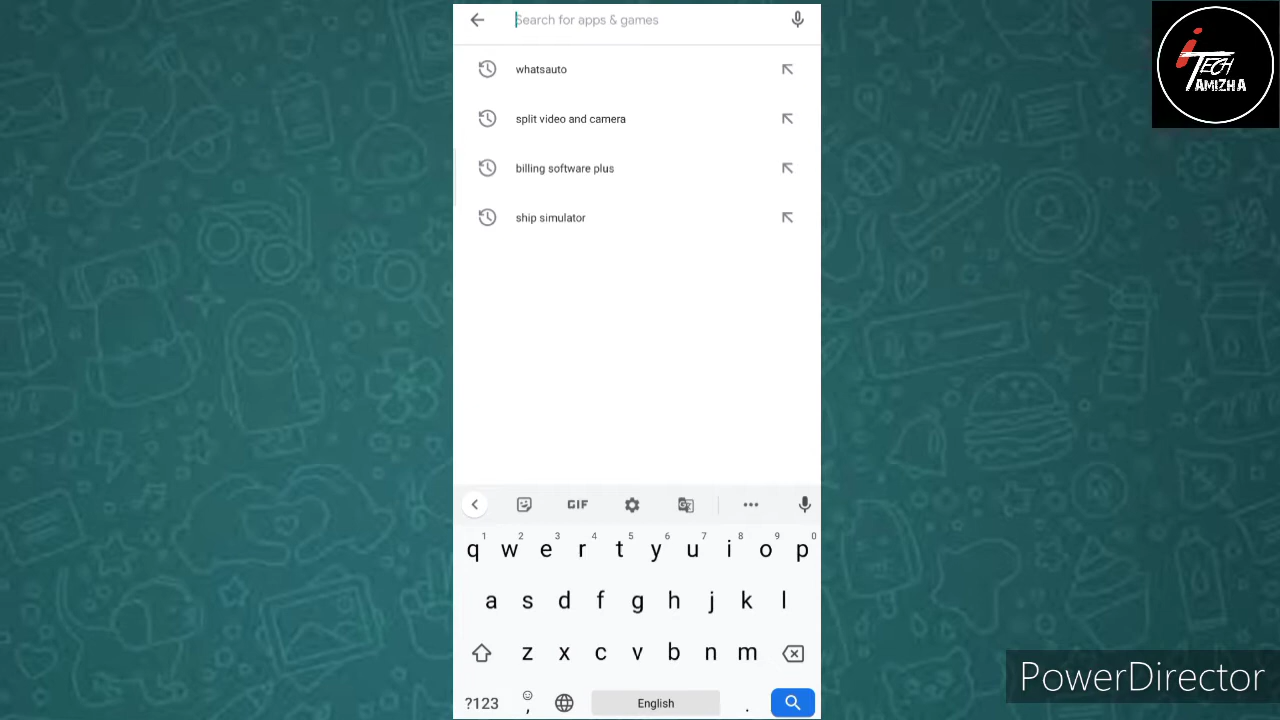 Search for apps & games
whatsauto
split video and camera
billing software plus
ship simulator
GIF
1 2 3 4 5 6 7 8 9 0
q w e r t y u i o p
a s d f g h j k l
z x c v b n m
?123 , English .
iTECH
TAMIZHA
PowerDirector